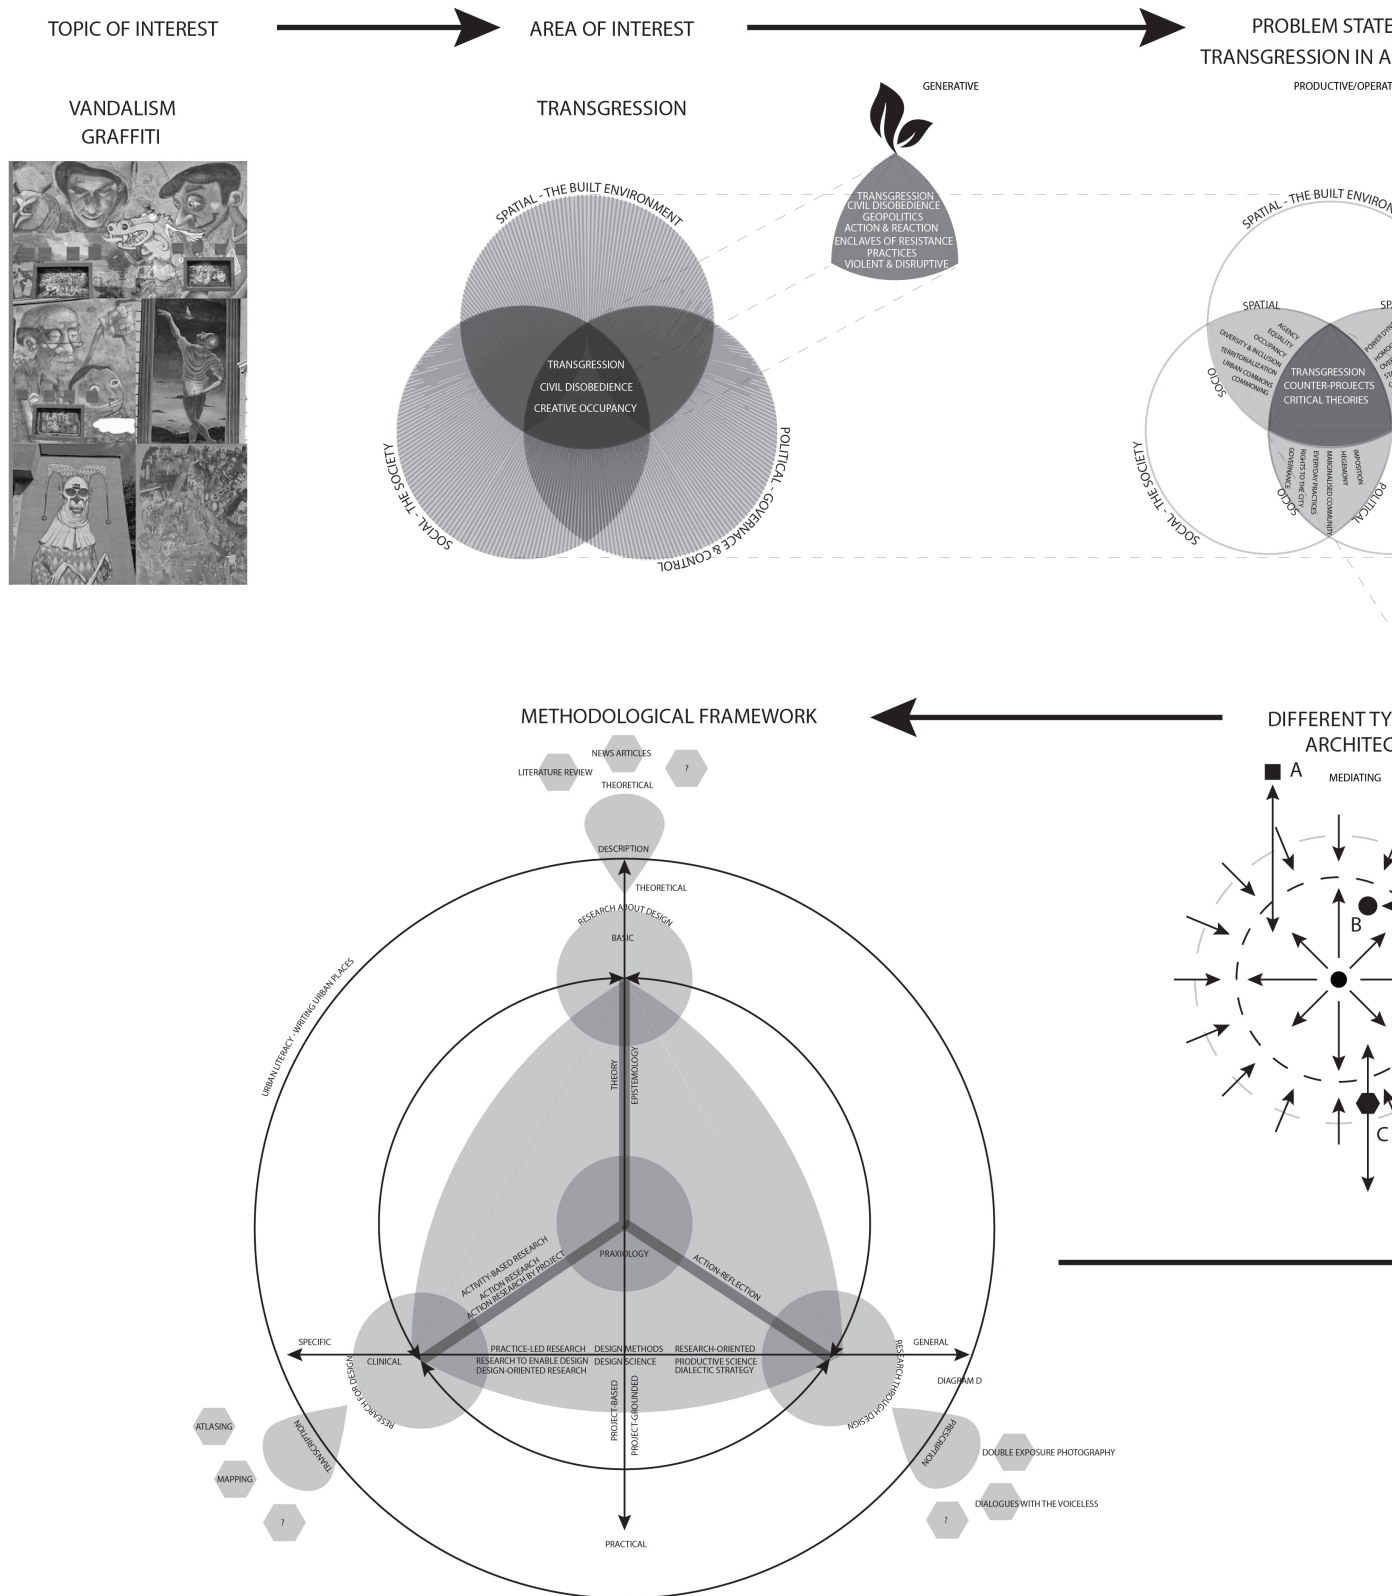 TOPIC OF INTEREST
AREA OF INTEREST
PROBLEM STATE
TRANSGRESSION IN A
PRODUCTIVE/OPERAT
VANDALISM
GRAFFITI
TRANSGRESSION
GENERATIVE
TRANSGRESSION
CIVIL DISOBEDIENCE
GEOPOLITICS
ACTION & REACTION
ENCLAVES OF RESISTANCE
PRACTICES
VIOLENT & DISRUPTIVE
SPATIAL - THE BUILT ENVIRONMENT
TRANSGRESSION
CIVIL DISOBEDIENCE
CREATIVE OCCUPANCY
SOCIAL - THE SOCIETY
POLITICAL - GOVERNACE & CONTROL
SPATIAL - THE BUILT ENVIRON
SPATIAL
SPA
AGENCY
EQUALITY
OCCUPANCY
DIVERSITY & INCLUSION
TERRITORIALIZATION
URBAN COMMONS
COMMONING
SOCIO
POWER DYN
HOMOG
OVER
STA
TRANSGRESSION
COUNTER-PROJECTS
CRITICAL THEORIES
IMPOSITION
HEGEMONY
MARGINALISED COMMUNITY
EVERYDAY PRACTICES
RIGHTS TO THE CITY
GOVERNANCE
SOCIO
POLITICAL
SOCIAL - THE SOCIETY
METHODOLOGICAL FRAMEWORK
DIFFERENT TY
ARCHITEC
A
MEDIATING
B
C
NEWS ARTICLES
LITERATURE REVIEW
?
THEORETICAL
DESCRIPTION
THEORETICAL
RESEARCH ABOUT DESIGN
BASIC
URBAN LITERACY - WRITING URBAN PLACES
THEORY
EPISTEMOLOGY
PRAXIOLOGY
ACTIVITY-BASED RESEARCH
ACTION RESEARCH
ACTION RESEARCH BY PROJECT
ACTION-REFLECTION
SPECIFIC
GENERAL
PRACTICE-LED RESEARCH
DESIGN METHODS
RESEARCH-ORIENTED
CLINICAL
RESEARCH TO ENABLE DESIGN
DESIGN SCIENCE
PRODUCTIVE SCIENCE
DESIGN-ORIENTED RESEARCH
DIALECTIC STRATEGY
DIAGRAM D
RESEARCH FOR DESIGN
RESEARCH THROUGH DESIGN
PROJECT-BASED
PROJECT-GROUNDED
TRANSCRIPTION
PRESCRIPTION
ATLASING
MAPPING
?
DOUBLE EXPOSURE PHOTOGRAPHY
DIALOGUES WITH THE VOICELESS
?
PRACTICAL